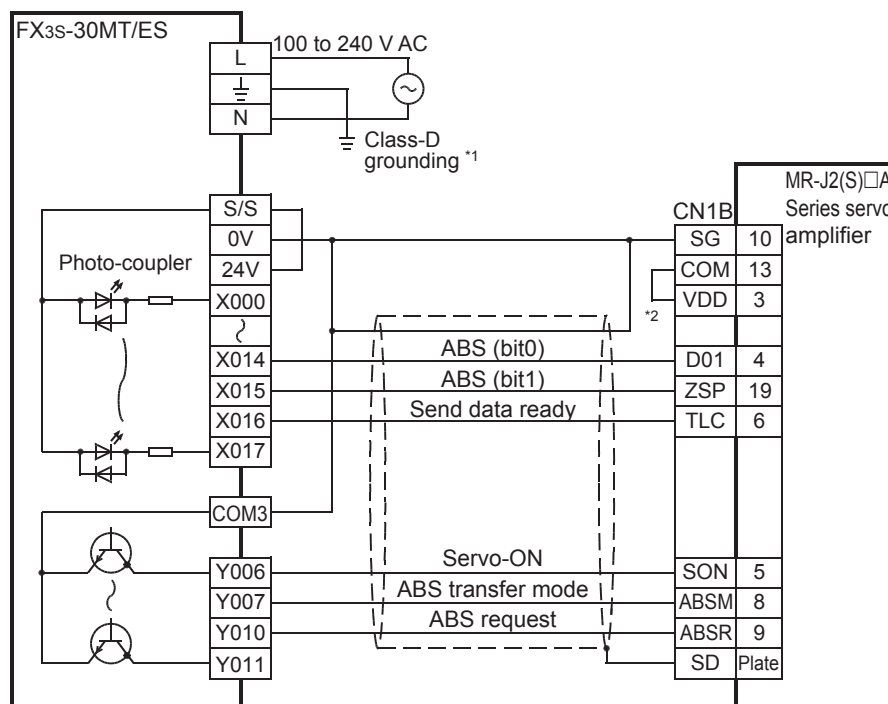 FX3S-30MT/ES
L
100 to 240 V AC
N
Class-D
grounding *1
MR-J2(S)□A
Series servo
amplifier
CN1B
S/S
0V
24V
Photo-coupler
X000
X014
X015
X016
X017
COM3
Y006
Y007
Y010
Y011
ABS (bit0)
ABS (bit1)
Send data ready
Servo-ON
ABS transfer mode
ABS request
*2
SG 10
COM 13
VDD 3
D01 4
ZSP 19
TLC 6
SON 5
ABSM 8
ABSR 9
SD Plate